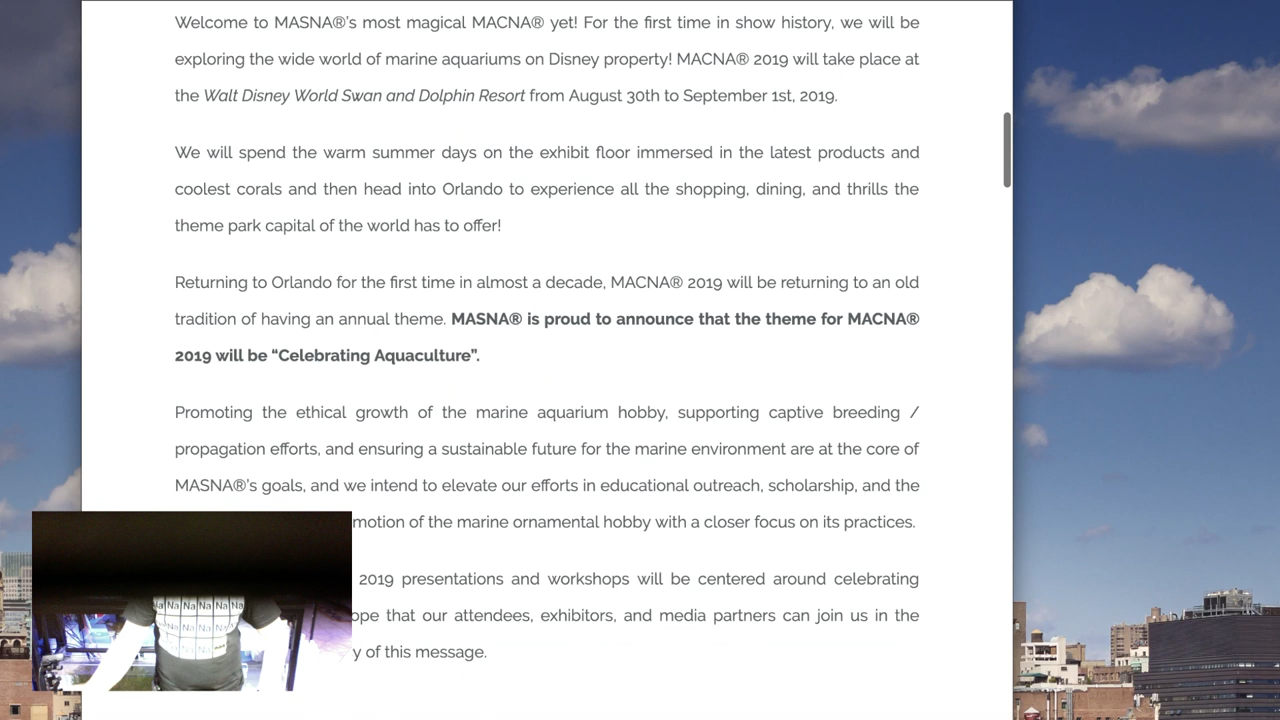 Welcome to MASNA®’s most magical MACNA® yet! For the first time in show history, we will be
exploring the wide world of marine aquariums on Disney property! MACNA® 2019 will take place at
the Walt Disney World Swan and Dolphin Resort from August 30th to September 1st, 2019.
We will spend the warm summer days on the exhibit floor immersed in the latest products and
coolest corals and then head into Orlando to experience all the shopping, dining, and thrills the
theme park capital of the world has to offer!
Returning to Orlando for the first time in almost a decade, MACNA® 2019 will be returning to an old
tradition of having an annual theme. MASNA® is proud to announce that the theme for MACNA®
2019 will be “Celebrating Aquaculture”.
Promoting the ethical growth of the marine aquarium hobby, supporting captive breeding /
propagation efforts, and ensuring a sustainable future for the marine environment are at the core of
MASNA®’s goals, and we intend to elevate our efforts in educational outreach, scholarship, and the
motion of the marine ornamental hobby with a closer focus on its practices.
2019 presentations and workshops will be centered around celebrating
ope that our attendees, exhibitors, and media partners can join us in the
y of this message.
Na Na Na Na Na